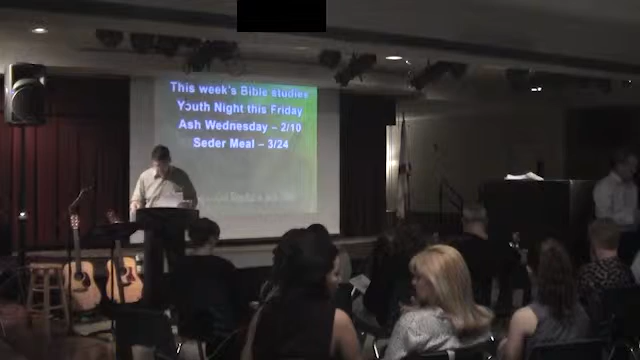 This week's Bible studies
Youth Night this Friday
Ash Wednesday – 2/10
Seder Meal – 3/24